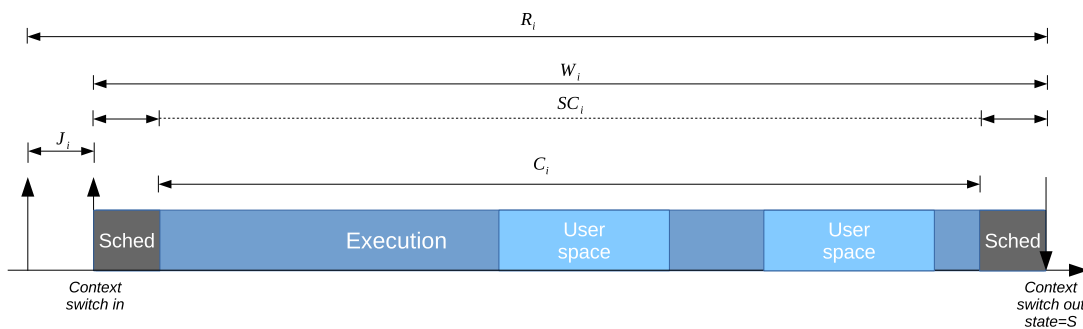 R_i
W_i
SC_i
J_i
C_i
Sched
Execution
User
space
User
space
Sched
Context
switch in
Context
switch out
state=S